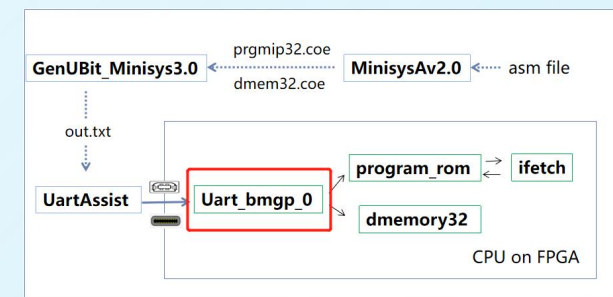 prgmip32.coe
GenUBit_Minisys3.0
MinisysAv2.0
asm file
dmem32.coe
out.txt
program_rom
ifetch
UartAssist
Uart_bmgp_0
dmemory32
CPU on FPGA